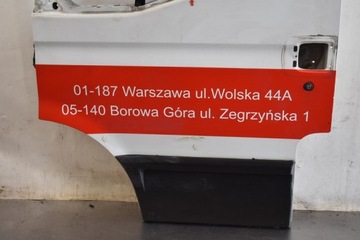 01-187 Warszawa ul.Wolska 44A
05-140 Borowa Góra ul. Zegrzyńska 1